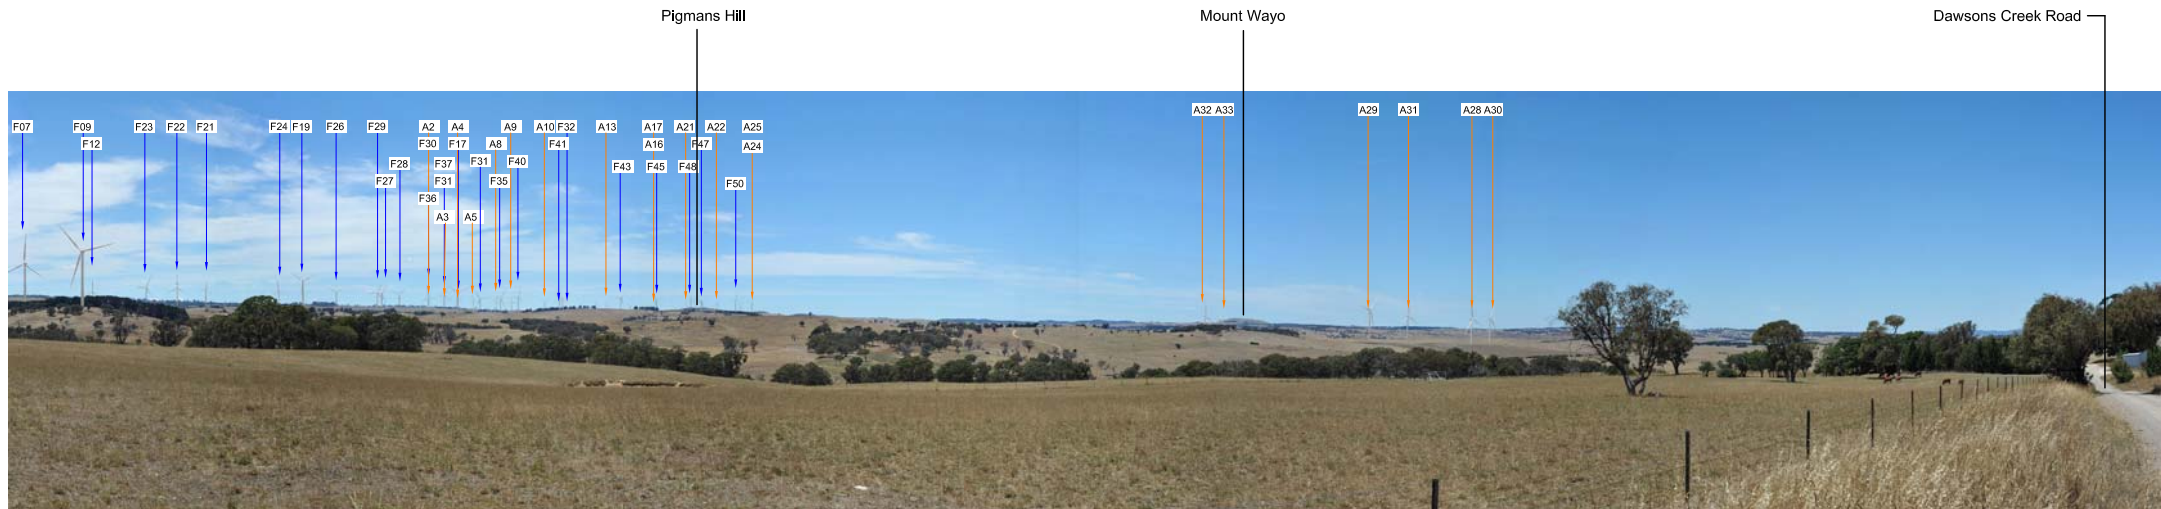 Pigmans Hill
Mount Wayo
Dawsons Creek Road
A32 A33
A29
A31
A28 A30
F07
F09
F23
F22
F21
F24 F19
F26
F29
A2
A4
A9
A10 F32
A13
A17
A21
A22
A25
F12
F30
F17
A8
F41
A16
F47
A24
F28
F37
F31
F40
F43
F45
F48
F27
F31
F35
F50
F36
A3
A5